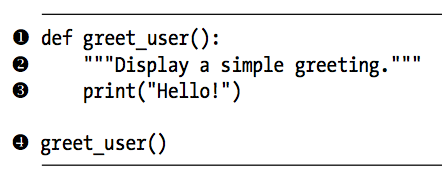 ❶ def greet_user():
❷     """Display a simple greeting."""
❸     print("Hello!")
❹ greet_user()